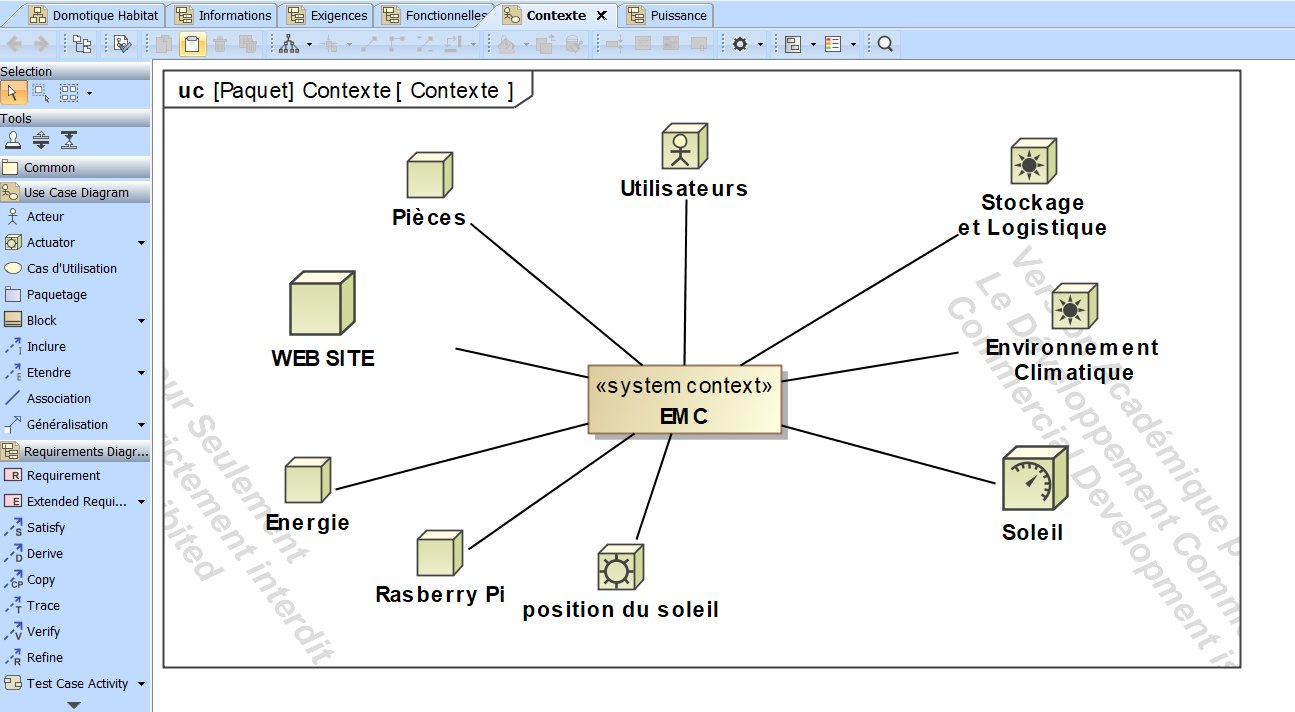 Domotique Habitat
Informations
Exigences
Fonctionnelles
Contexte
Puissance
Selection
Tools
Common
Use Case Diagram
Acteur
Actuator
Cas d'Utilisation
Paquetage
Block
Inclure
Etendre
Association
Généralisation
Requirements Diagr...
Requirement
Extended Requi...
Satisfy
Derive
Copy
Trace
Verify
Refine
Test Case Activity
uc [Paquet] Contexte [ Contexte ]
Utilisateurs
Pièces
Stockage
et Logistique
WEB SITE
Environnement
Climatique
«system context»
EMC
Energie
Soleil
Rasberry Pi
position du soleil
our Seulement
rictement interdit
hibited
Version Académique p
Le Développement Comm
Commercial Development is